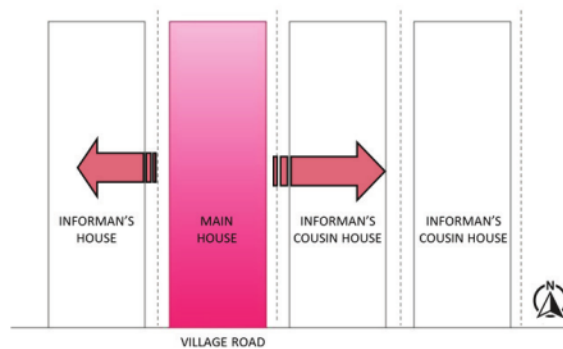 INFORMAN'S
HOUSE
MAIN
HOUSE
INFORMAN'S
COUSIN HOUSE
INFORMAN'S
COUSIN HOUSE
N
VILLAGE ROAD